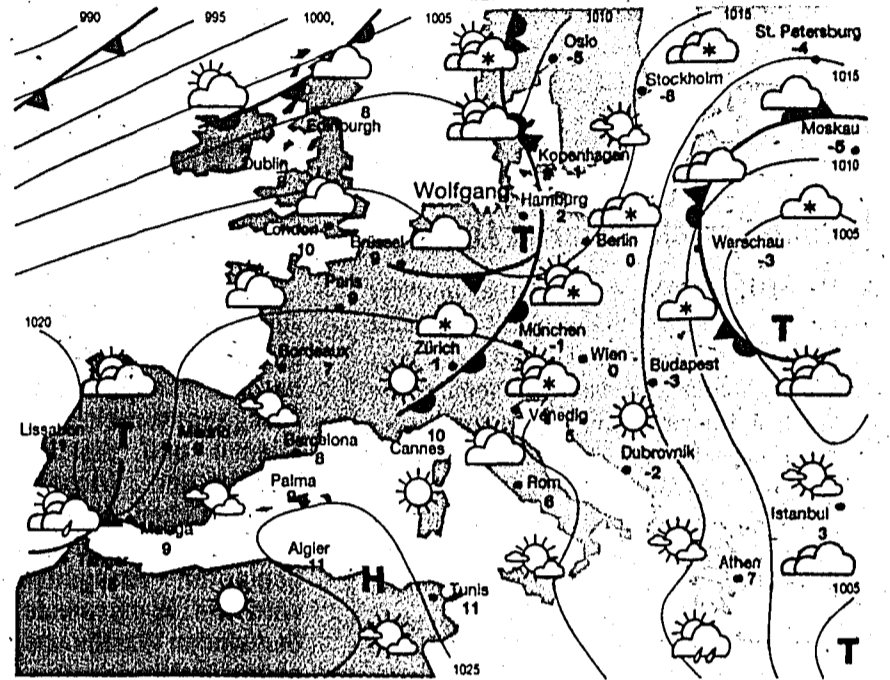 990
995
1000
1005
1010
1015
St. Petersburg
-4
Oslo
-5
1015
Stockholm
-8
8
Edinburgh
Moskau
-5
Dublin
Kopenhagen
1010
Wolfgang
Hamburg
2
T
London
10
Brüssel
9
Berlin
0
Warschau
-3
1005
Paris
9
1020
T
München
-1
Bordeaux
7
Zürich
1
Wien
0
Budapest
-3
Venedig
5
Lissabon
11
T
Barcelona
8
10
Cannes
Dubrovnik
-2
Palma
9
Rom
6
Malaga
9
Istanbul
3
Algier
11
H
Tunis
11
Athen
7
1005
T
1025